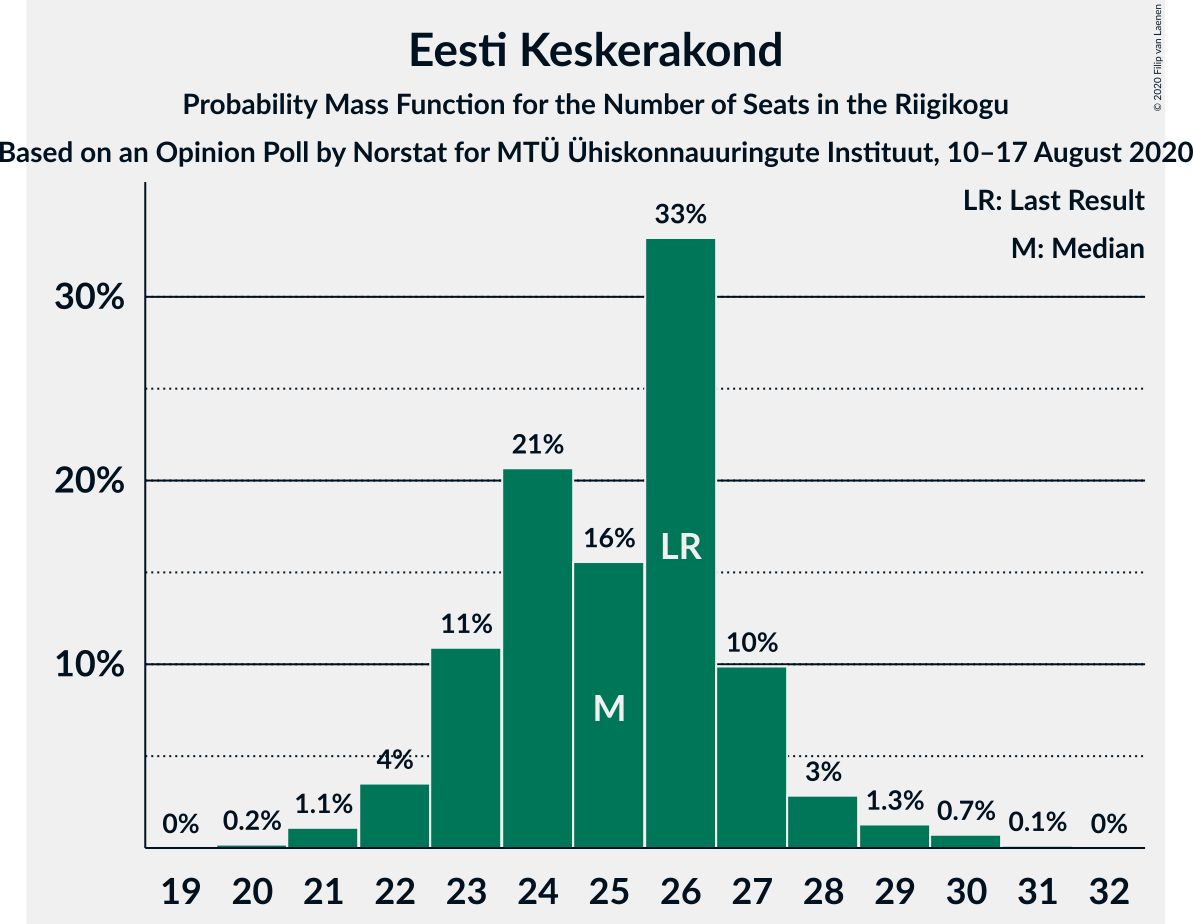 © 2020 Filip van Laenen
Eesti Keskerakond
Probability Mass Function for the Number of Seats in the Riigikogu
Based on an Opinion Poll by Norstat for MTÜ Ühiskonnauuringute Instituut, 10–17 August 2020
LR: Last Result
M: Median
33%
30%
21%
20%
16%
LR
11%
10%
10%
M
4%
3%
1.3%
1.1%
0.7%
0.2%
0.1%
0%
0%
19 20 21 22 23 24 25 26 27 28 29 30 31 32